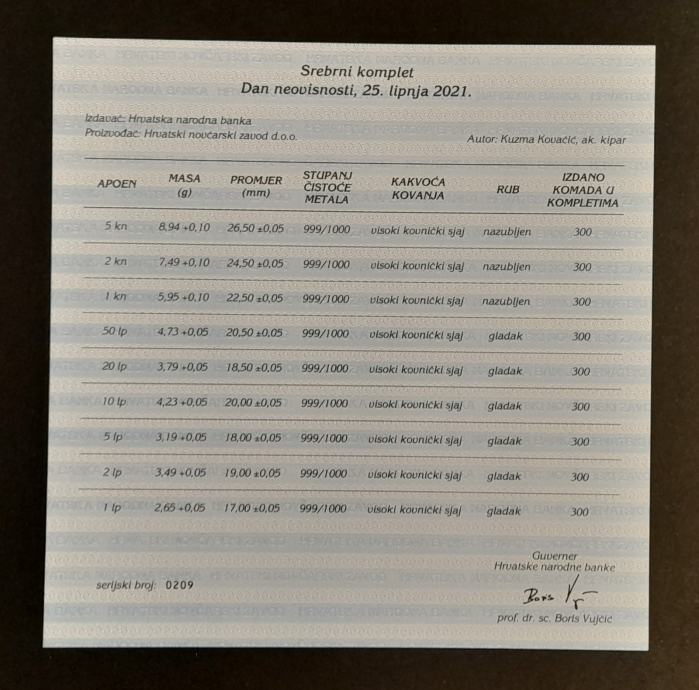 Srebrni komplet
Dan neovisnosti, 25. lipnja 2021.
Izdavač: Hrvatska narodna banka
Proizvođač: Hrvatski novčarski zavod d.o.o.
Autor: Kuzma Kovačić, ak. kipar
APOEN MASA (g) PROMJER (mm) STUPANJ ČISTOĆE METALA KAKVOĆA KOVANJA RUB IZDANO KOMADA U KOMPLETIMA
5 kn 8,94 +0,10 26,50 ±0,05 999/1000 visoki kovnički sjaj nazubljen 300
2 kn 7,49 +0,10 24,50 ±0,05 999/1000 visoki kovnički sjaj nazubljen 300
1 kn 5,95 +0,10 22,50 ±0,05 999/1000 visoki kovnički sjaj nazubljen 300
50 lp 4,73 +0,05 20,50 ±0,05 999/1000 visoki kovnički sjaj gladak 300
20 lp 3,79 +0,05 18,50 ±0,05 999/1000 visoki kovnički sjaj gladak 300
10 lp 4,23 +0,05 20,00 ±0,05 999/1000 visoki kovnički sjaj gladak 300
5 lp 3,19 +0,05 18,00 ±0,05 999/1000 visoki kovnički sjaj gladak 300
2 lp 3,49 +0,05 19,00 ±0,05 999/1000 visoki kovnički sjaj gladak 300
1 lp 2,65 +0,05 17,00 ±0,05 999/1000 visoki kovnički sjaj gladak 300
Guverner
Hrvatske narodne banke
serijski broj: 0209
Boris
prof. dr. sc. Boris Vujčić